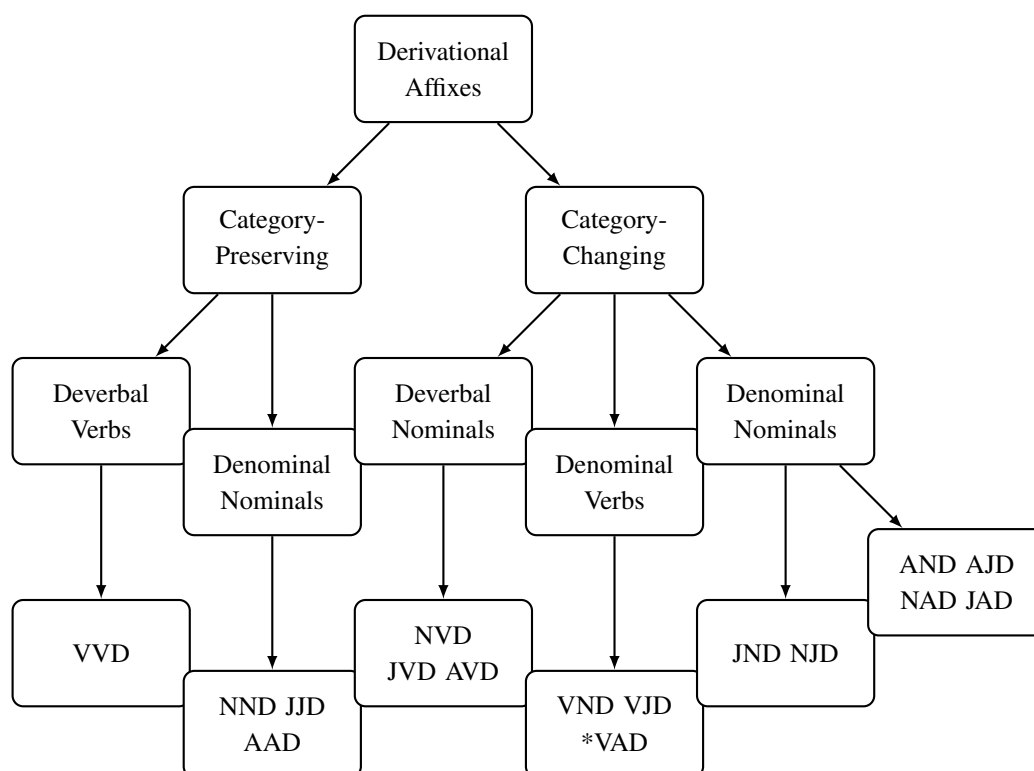 Derivational
Affixes
Category-
Preserving
Category-
Changing
Deverbal
Verbs
Denominal
Nominals
Deverbal
Nominals
Denominal
Verbs
Denominal
Nominals
VVD
NND JJD
AAD
NVD
JVD AVD
VND VJD
*VAD
JND NJD
AND AJD
NAD JAD